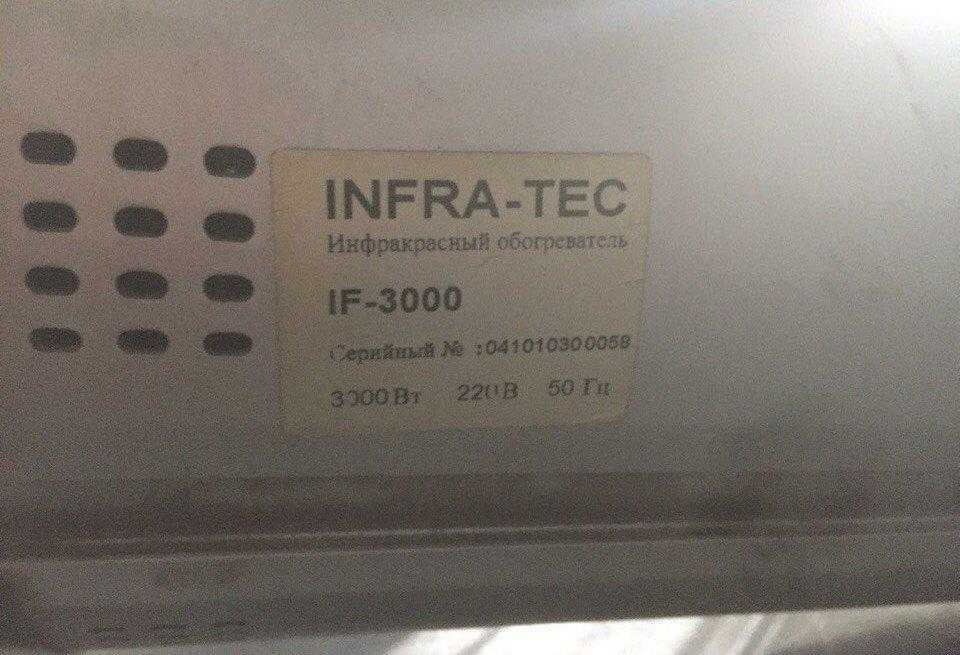 INFRA-TEC
Инфракрасный обогреватель
IF-3000
Серийный № :041010300058
3000 Вт 220 В 50 Гц